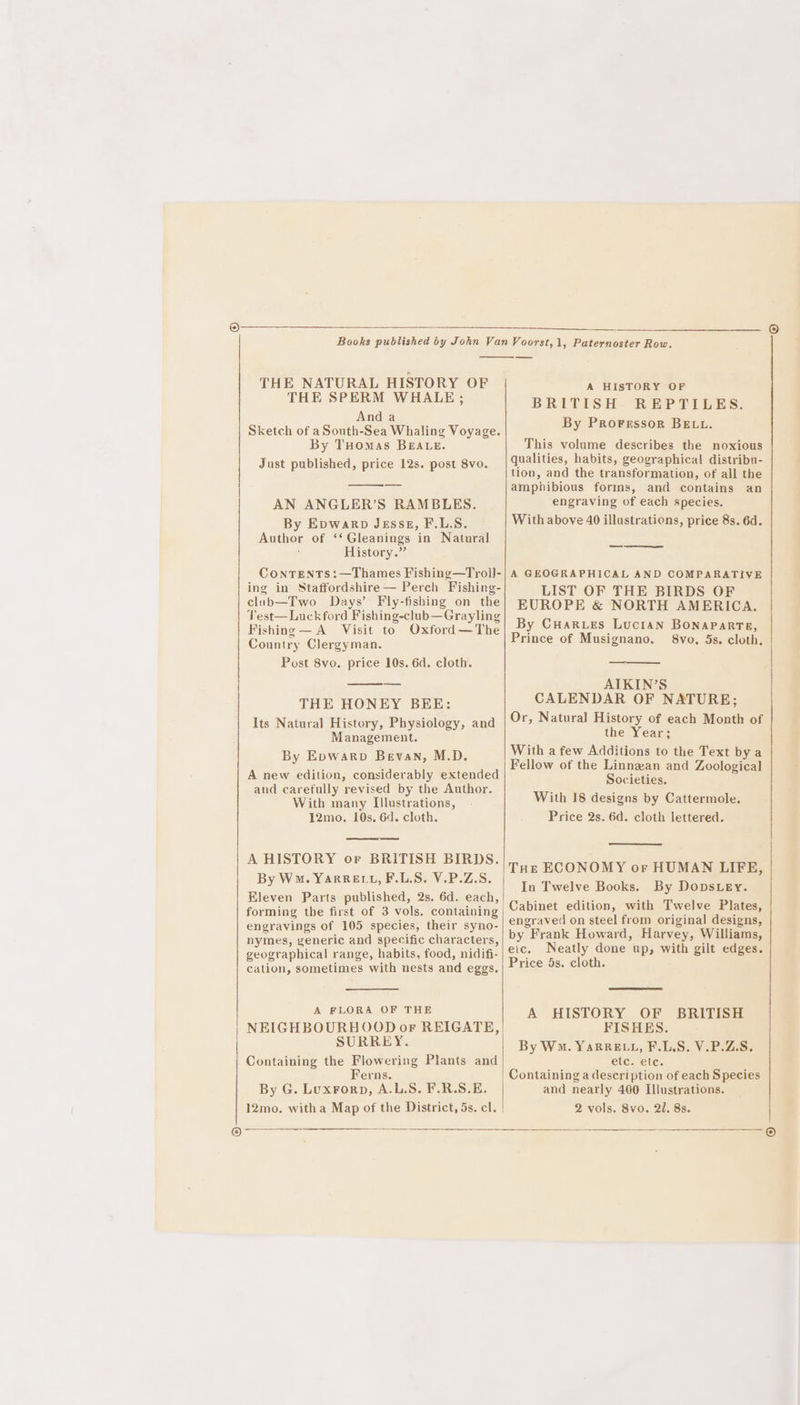 Books published by John Van Voorst, 1, Paternoster Row.
THE NATURAL HISTORY OF
THE SPERM WHALE;
And a
Sketch of a South-Sea Whaling Voyage.
By THOMAS BEALE.
Just published, price 12s. post 8vo.
AN ANGLER'S RAMBLES.
By EDWARD JESSE, F.L.S.
Author of “Gleanings in Natural
History.”
CONTENTS:—Thames Fishing—Troll-
ing in Staffordshire — Perch Fishing-
club—Two Days' Fly-fishing on the
Test—Luckford Fishing-club—Grayling
Fishing — A Visit to Oxford — The
Country Clergyman.
Post 8vo. price 10s. 6d. cloth.
THE HONEY BEE:
Its Natural History, Physiology, and
Management.
By EDWARD BEVAN, M.D.
A new edition, considerably extended
and carefully revised by the Author.
With many Illustrations,
12mo. 10s. 6d. cloth.
A HISTORY OF BRITISH BIRDS.
By WM. YARRELL, F.L.S. V.P.Z.S.
Eleven Parts published, 2s. 6d. each,
forming the first of 3 vols. containing
engravings of 105 species, their syno-
nymes, generic and specific characters,
geographical range, habits, food, nidifi-
cation, sometimes with nests and eggs.
A FLORA OF THE
NEIGHBOURHOOD OF REIGATE,
SURREY.
Containing the Flowering Plants and
Ferns.
By G. LUXFORD, A.L.S. F.R.S.E.
12mo. with a Map of the District, 5s. cl.
A HISTORY OF
BRITISH REPTILES.
By PROFESSOR BELL.
This volume describes the noxious
qualities, habits, geographical distribu-
tion, and the transformation, of all the
amphibious forms, and contains an
engraving of each species.
With above 40 illustrations, price 8s. 6d.
A GEOGRAPHICAL AND COMPARATIVE
LIST OF THE BIRDS OF
EUROPE & NORTH AMERICA.
By CHARLES LUCIAN BONAPARTE,
Prince of Musignano. 8vo. 5s. cloth.
AIKIN'S
CALENDAR OF NATURE;
Or, Natural History of each Month of
the Year;
With a few Additions to the Text by a
Fellow of the Linnæan and Zoological
Societies.
With 18 designs by Cattermole.
Price 2s. 6d. cloth lettered.
THE ECONOMY OF HUMAN LIFE,
In Twelve Books. By DODSLEY.
Cabinet edition, with Twelve Plates,
engraved on steel from original designs,
by Frank Howard, Harvey, Williams,
etc. Neatly done up, with gilt edges.
Price 5s. cloth.
A HISTORY OF BRITISH
FISHES.
By WM. YARRELL, F.L.S. V.P.Z.S.
etc. etc.
Containing a description of each Species
and nearly 400 Illustrations.
2 vols. 8vo. 2l. 8s.